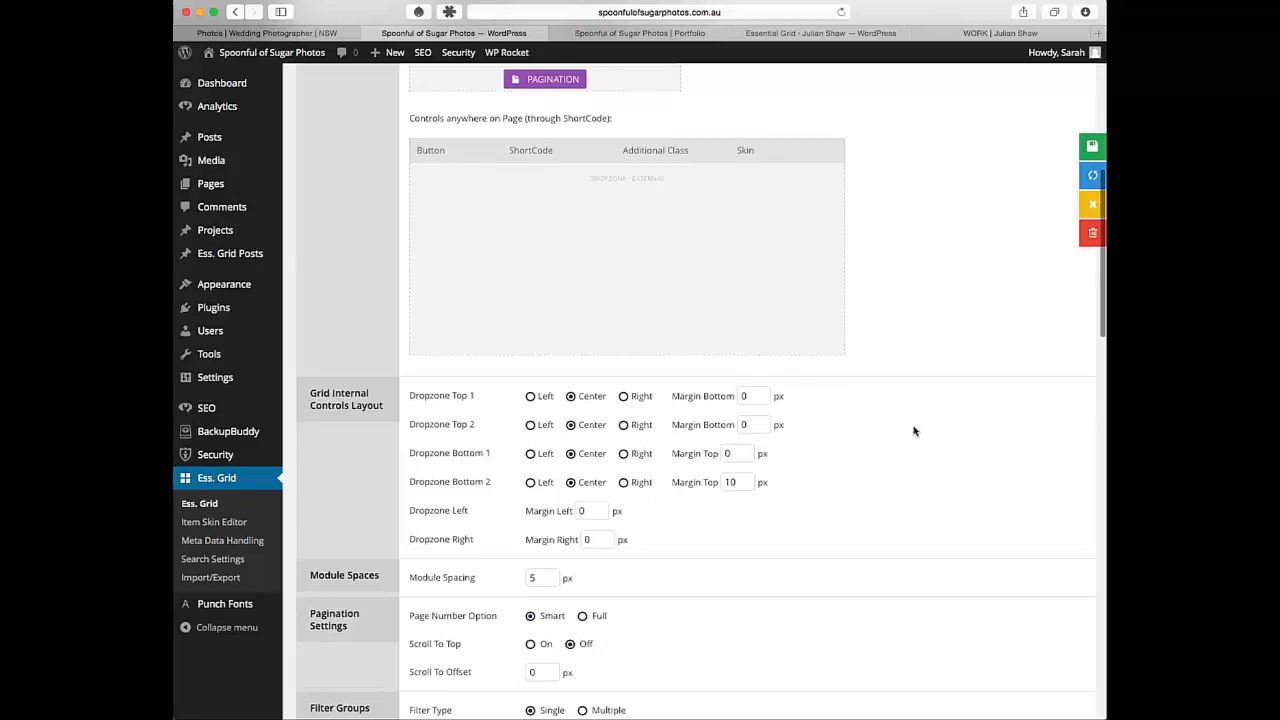 spoonfulofsugarphotos.com.au
Photos | Wedding Photographer | NSW
Spoonful of Sugar Photos — WordPress
Spoonful of Sugar Photos | Portfolio
Essential Grid - Julian Shaw — WordPress
WORK | Julian Shaw
Spoonful of Sugar Photos
0
New
SEO
Security
WP Rocket
Howdy, Sarah
Dashboard
Analytics
Posts
Media
Pages
Comments
Projects
Ess. Grid Posts
Appearance
Plugins
Users
Tools
Settings
SEO
BackupBuddy
Security
Ess. Grid
Ess. Grid
Item Skin Editor
Meta Data Handling
Search Settings
Import/Export
Punch Fonts
Collapse menu
PAGINATION
Controls anywhere on Page (through ShortCode):
Button ShortCode Additional Class Skin
DROPZONE - EXTERNAL
Grid Internal
Controls Layout
Dropzone Top 1 Left Center Right Margin Bottom 0 px
Dropzone Top 2 Left Center Right Margin Bottom 0 px
Dropzone Bottom 1 Left Center Right Margin Top 0 px
Dropzone Bottom 2 Left Center Right Margin Top 10 px
Dropzone Left Margin Left 0 px
Dropzone Right Margin Right 0 px
Module Spaces
Module Spacing 5 px
Pagination
Settings
Page Number Option Smart Full
Scroll To Top On Off
Scroll To Offset 0 px
Filter Groups
Filter Type Single Multiple